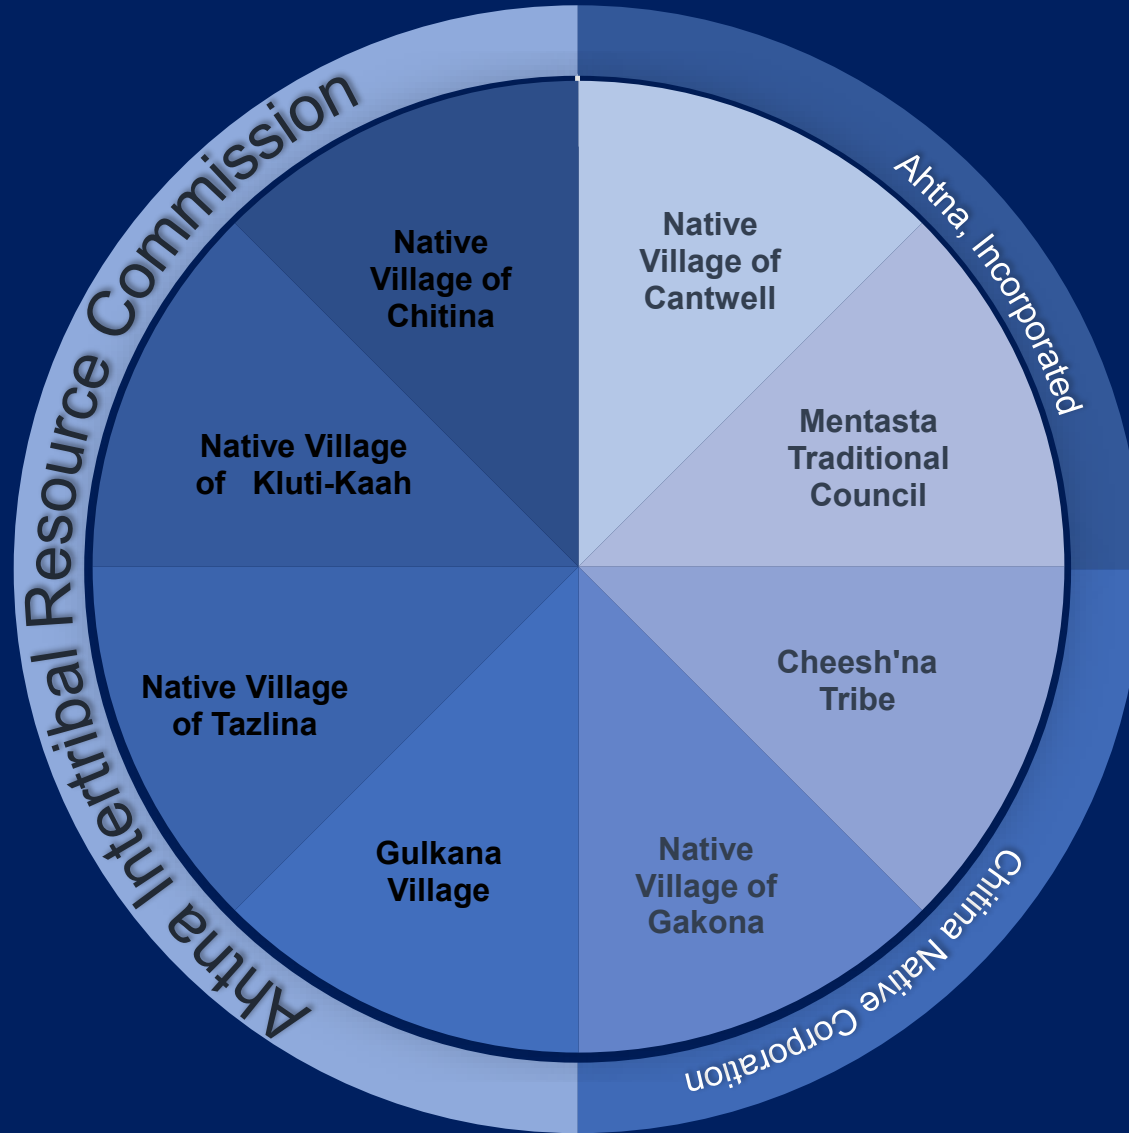 Ahtna Intertribal Resource Commission
Ahtna, Incorporated
Chitina Native Corporation
Native
Village of
Cantwell
Mentasta
Traditional
Council
Cheesh'na
Tribe
Native
Village of
Gakona
Gulkana
Village
Native Village
of Tazlina
Native Village
of Kluti-Kaah
Native
Village of
Chitina